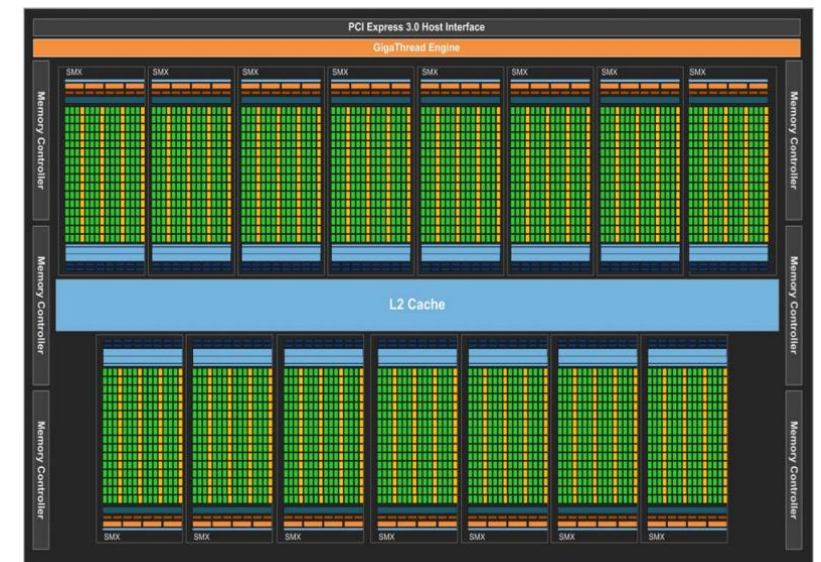 PCI Express 3.0 Host Interface
GigaThread Engine
SMX SMX SMX SMX SMX SMX SMX SMX
Memory Controller
Memory Controller
Memory Controller
Memory Controller
L2 Cache
Memory Controller
Memory Controller
SMX SMX SMX SMX SMX SMX SMX